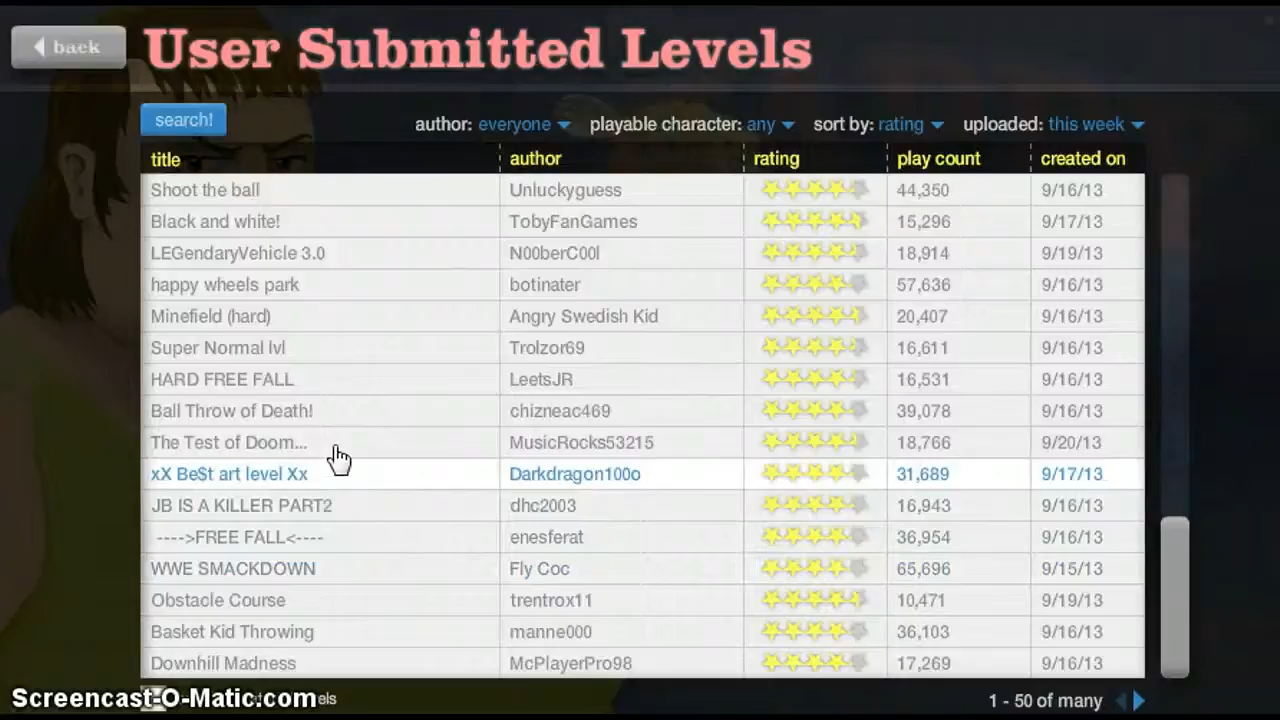 back User Submitted Levels
search! author: everyone playable character: any sort by: rating uploaded: this week
title author rating play count created on
Shoot the ball Unluckyguess 44,350 9/16/13
Black and white! TobyFanGames 15,296 9/17/13
LEGendaryVehicle 3.0 N00berC00l 18,914 9/19/13
happy wheels park botinater 57,636 9/16/13
Minefield (hard) Angry Swedish Kid 20,407 9/16/13
Super Normal lvl Trolzor69 16,611 9/16/13
HARD FREE FALL LeetsJR 16,531 9/16/13
Ball Throw of Death! chizneac469 39,078 9/16/13
The Test of Doom... MusicRocks53215 18,766 9/20/13
xX Be$t art level Xx Darkdragon100o 31,689 9/17/13
JB IS A KILLER PART2 dhc2003 16,943 9/16/13
---->FREE FALL<---- enesferat 36,954 9/16/13
WWE SMACKDOWN Fly Coc 65,696 9/15/13
Obstacle Course trentrox11 10,471 9/19/13
Basket Kid Throwing manne000 36,103 9/16/13
Downhill Madness McPlayerPro98 17,269 9/16/13
Screencast-O-Matic.com 1 - 50 of many